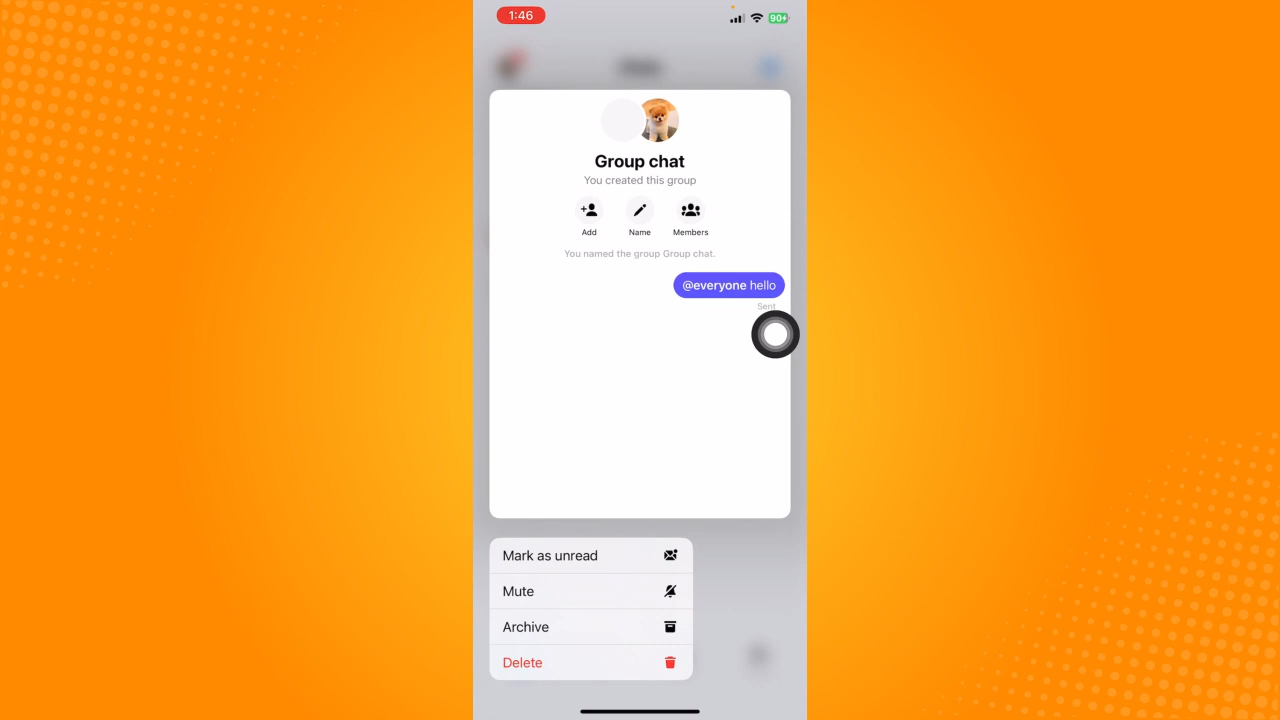 1:46
90
Group chat
You created this group
Add Name Members
You named the group Group chat.
@everyone hello
Sent
Mark as unread
Mute
Archive
Delete